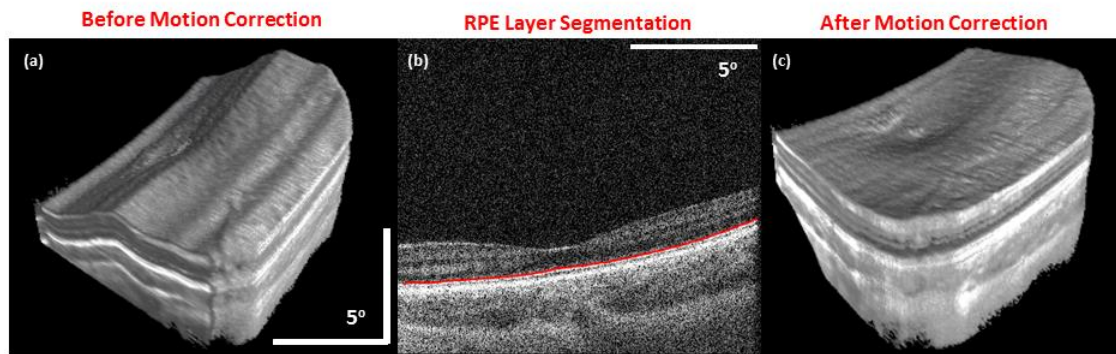 Before Motion Correction
RPE Layer Segmentation
After Motion Correction
(a)
(b)
(c)
5°
5°